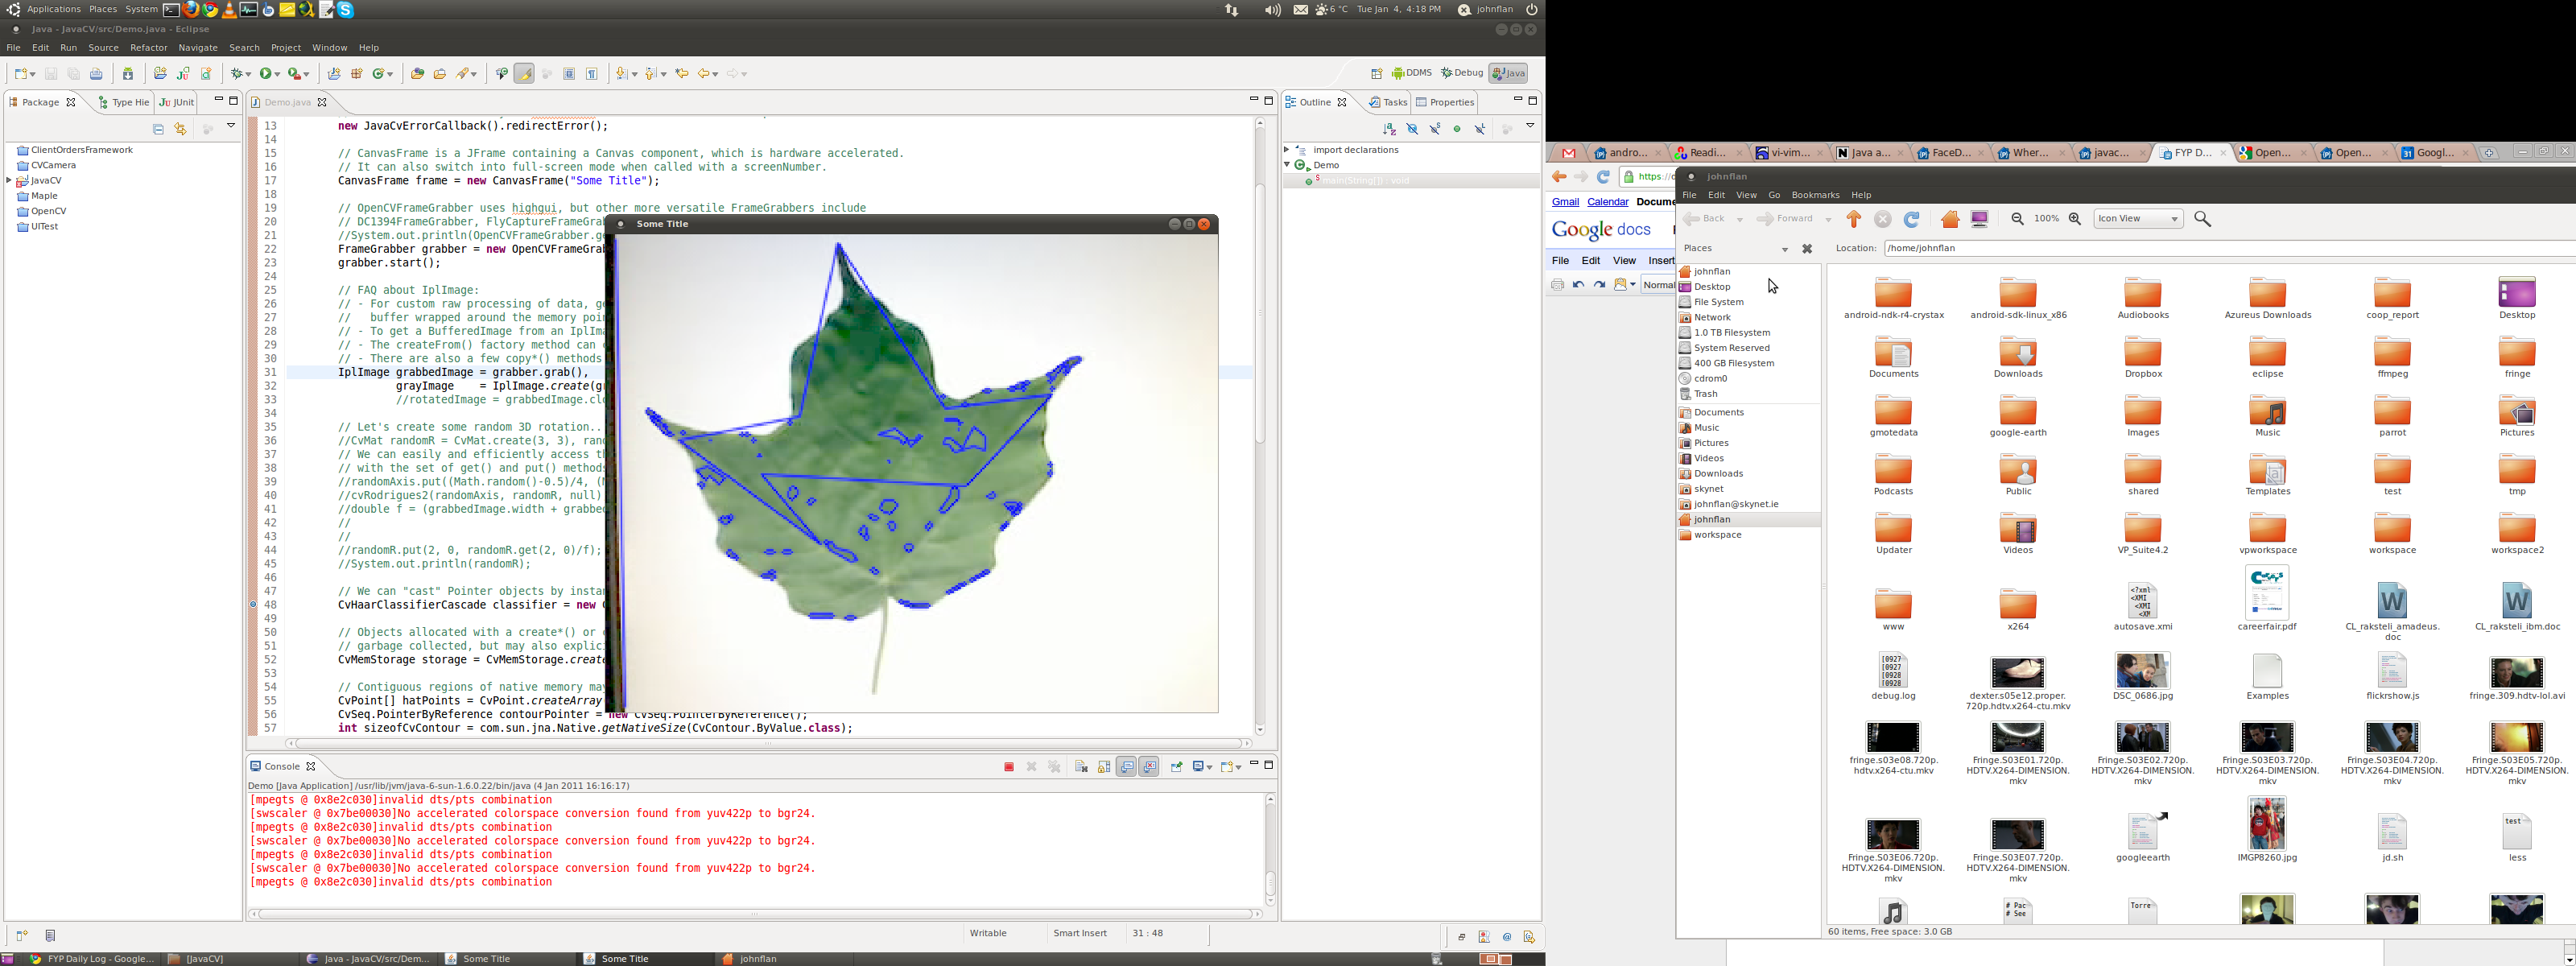 Applications Places System
6 °C Tue Jan 4, 4:18 PM johnflan
Java - JavaCV/src/Demo.java - Eclipse
File Edit Run Source Refactor Navigate Search Project Window Help
DDMS Debug Java
Package Type Hie JUnit
ClientOrdersFramework
CVCamera
JavaCV
Maple
OpenCV
UITest
Demo.java
13 new JavaCvErrorCallback().redirectError();
14
15 // CanvasFrame is a JFrame containing a Canvas component, which is hardware accelerated.
16 // It can also switch into full-screen mode when called with a screenNumber.
17 CanvasFrame frame = new CanvasFrame("Some Title");
18
19 // OpenCVFrameGrabber uses highgui, but other more versatile FrameGrabbers include
20 // DC1394FrameGrabber, FlyCaptureFrameGrab
21 //System.out.println(OpenCVFrameGrabber.ge
22 FrameGrabber grabber = new OpenCVFrameGrab
23 grabber.start();
24
25 // FAQ about IplImage:
26 // - For custom raw processing of data, ge
27 //   buffer wrapped around the memory poin
28 // - To get a BufferedImage from an IplIma
29 // - The createFrom() factory method can c
30 // - There are also a few copy*() methods
31 IplImage grabbedImage = grabber.grab(),
32 grayImage    = IplImage.create(gr
33 //rotatedImage = grabbedImage.clo
34
35 // Let's create some random 3D rotation...
36 //CvMat randomR = CvMat.create(3, 3), rand
37 // We can easily and efficiently access th
38 // with the set of get() and put() methods
39 //randomAxis.put((Math.random()-0.5)/4, (M
40 //cvRodrigues2(randomAxis, randomR, null)
41 //double f = (grabbedImage.width + grabbed
42 //
43 //
44 //randomR.put(2, 0, randomR.get(2, 0)/f);
45 //System.out.println(randomR);
46
47 // We can "cast" Pointer objects by instan
48 CvHaarClassifierCascade classifier = new C
49
50 // Objects allocated with a create*() or c
51 // garbage collected, but may also explici
52 CvMemStorage storage = CvMemStorage.create
53
54 // Contiguous regions of native memory may
55 CvPoint[] hatPoints = CvPoint.createArray
56 CvSeq.PointerByReference contourPointer = new CvSeq.PointerByReference();
57 int sizeofCvContour = com.sun.jna.Native.getNativeSize(CvContour.ByValue.class);
Some Title
Outline Tasks Properties
import declarations
Demo
main(String[]) : void
Console
Demo [Java Application] /usr/lib/jvm/java-6-sun-1.6.0.22/bin/java (4 Jan 2011 16:16:17)
[mpegts @ 0x8e2c030]invalid dts/pts combination
[swscaler @ 0x7be00030]No accelerated colorspace conversion found from yuv422p to bgr24.
[mpegts @ 0x8e2c030]invalid dts/pts combination
[swscaler @ 0x7be00030]No accelerated colorspace conversion found from yuv422p to bgr24.
[mpegts @ 0x8e2c030]invalid dts/pts combination
[swscaler @ 0x7be00030]No accelerated colorspace conversion found from yuv422p to bgr24.
[mpegts @ 0x8e2c030]invalid dts/pts combination
Writable Smart Insert 31 : 48
FYP Daily Log - Google... [JavaCV] Java - JavaCV/src/Dem... Some Title Some Title johnflan
andro... Readi... vi-vim... Java a... FaceD... Wher... javac... FYP D... Open... Open... Googl...
https://d
Gmail Calendar Docume
Google docs
File Edit View Insert
Normal
johnflan
File Edit View Go Bookmarks Help
Back Forward 100% Icon View
Places Location: /home/johnflan
johnflan
Desktop
File System
Network
1.0 TB Filesystem
System Reserved
400 GB Filesystem
cdrom0
Trash
Documents
Music
Pictures
Videos
Downloads
skynet
johnflan@skynet.ie
johnflan
workspace
android-ndk-r4-crystax android-sdk-linux_x86 Audiobooks Azureus Downloads coop_report Desktop
Documents Downloads Dropbox eclipse ffmpeg fringe
gmotedata google-earth Images Music parrot Pictures
Podcasts Public shared Templates test tmp
Updater Videos VP_Suite4.2 vpworkspace workspace workspace2
www x264 autosave.xmi careerfair.pdf CL_raksteli_amadeus.doc CL_raksteli_ibm.doc
debug.log dexter.s05e12.proper.720p.hdtv.x264-ctu.mkv DSC_0686.jpg Examples flickrshow.js fringe.309.hdtv-lol.avi
fringe.s03e08.720p.hdtv.x264-ctu.mkv Fringe.S03E01.720p.HDTV.X264-DIMENSION.mkv Fringe.S03E02.720p.HDTV.X264-DIMENSION.mkv Fringe.S03E03.720p.HDTV.X264-DIMENSION.mkv Fringe.S03E04.720p.HDTV.X264-DIMENSION.mkv Fringe.S03E05.720p.HDTV.X264-DIMENSION.mkv
Fringe.S03E06.720p.HDTV.X264-DIMENSION.mkv Fringe.S03E07.720p.HDTV.X264-DIMENSION.mkv googleearth IMGP8260.jpg jd.sh less
60 items, Free space: 3.0 GB